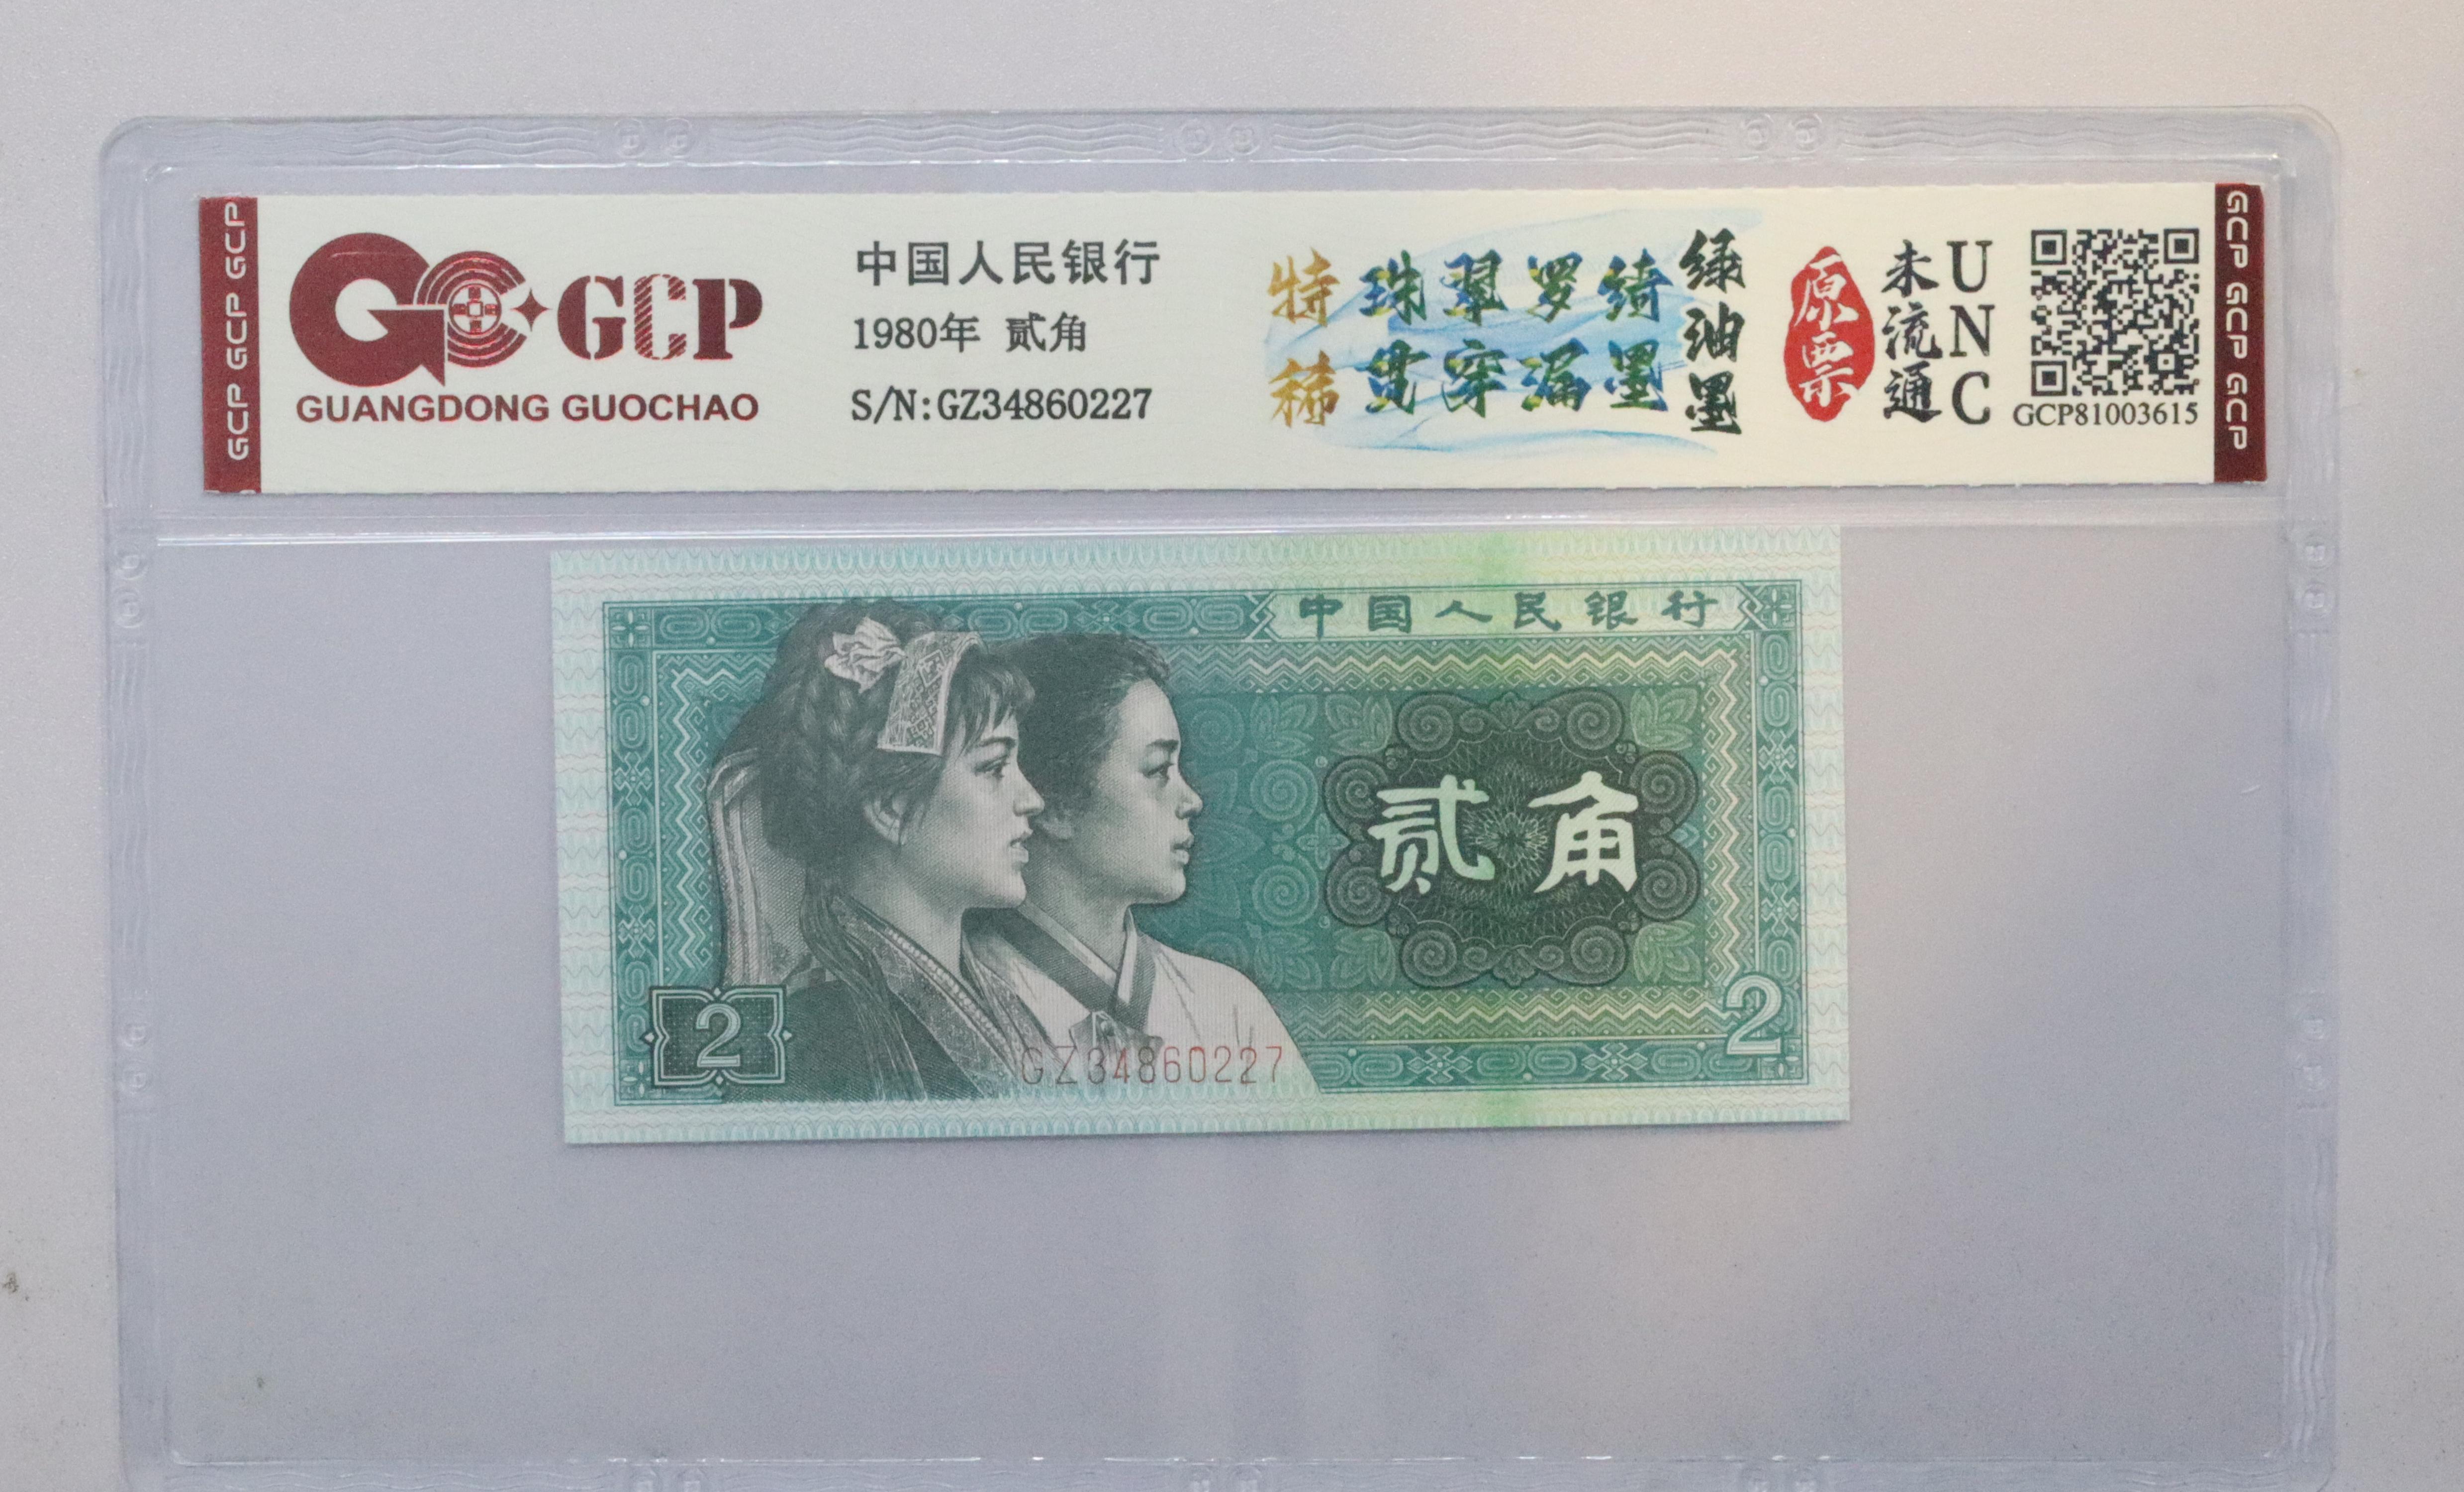 GCP GCP GCP
GCP
GUANGDONG GUOCHAO
中国人民银行
1980年 贰角
S/N:GZ34860227
特稀
珠翠罗绮
贯穿漏墨
绿油墨
原票
未流通
UNC
GCP81003615
GCP GCP GCP
中国人民银行
贰角
2
2
GZ34860227